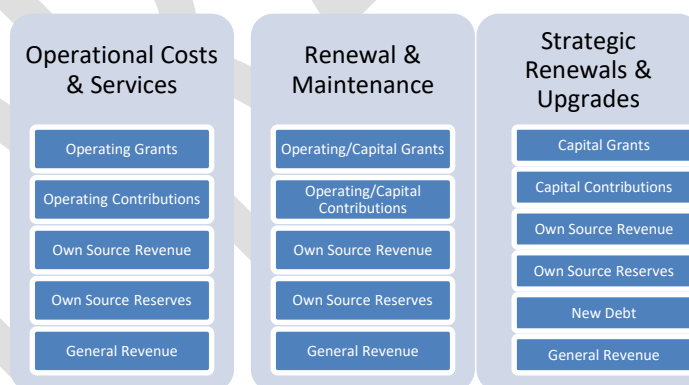 Operational Costs
& Services
Operating Grants
Operating Contributions
Own Source Revenue
Own Source Reserves
General Revenue
Renewal &
Maintenance
Operating/Capital Grants
Operating/Capital
Contributions
Own Source Revenue
Own Source Reserves
General Revenue
Strategic
Renewals &
Upgrades
Capital Grants
Capital Contributions
Own Source Revenue
Own Source Reserves
New Debt
General Revenue